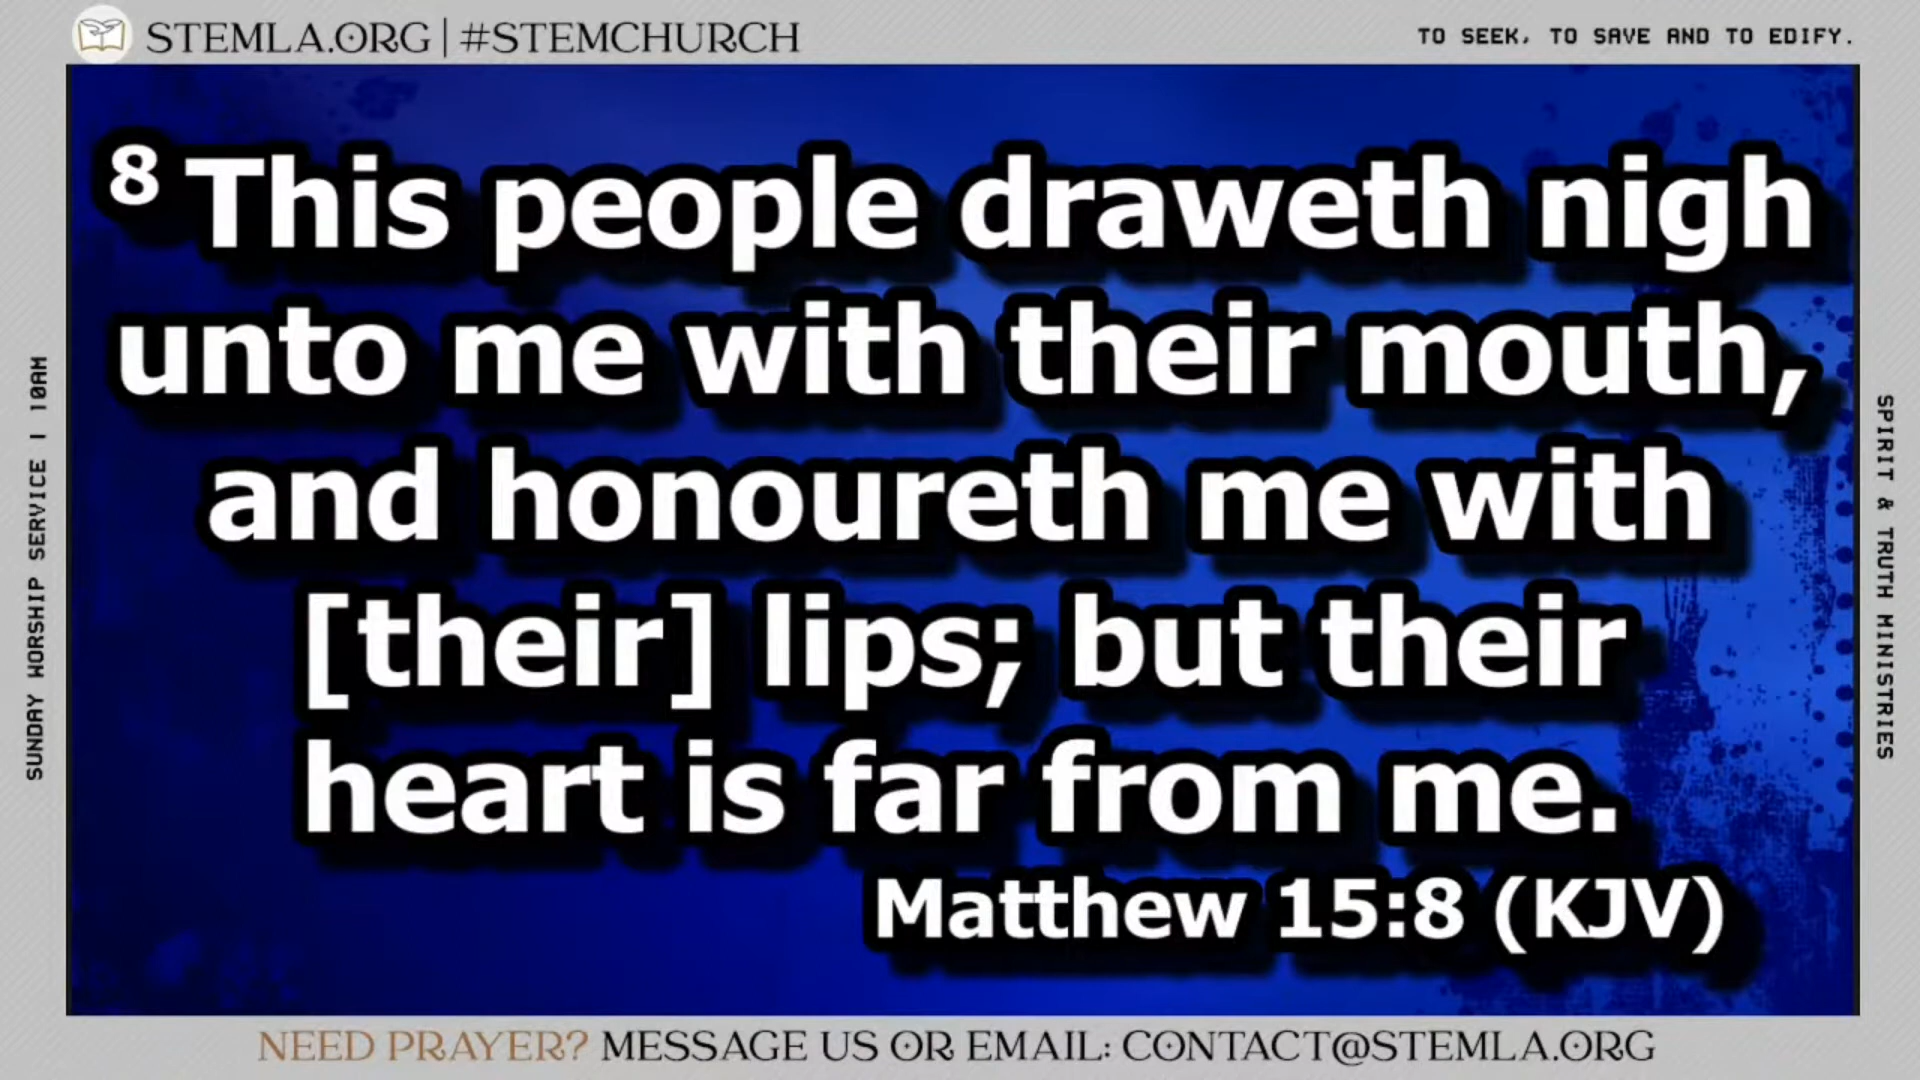 STEMLA.ORG | #STEMCHURCH
TO SEEK, TO SAVE AND TO EDIFY.
8 This people draweth nigh
unto me with their mouth,
and honoureth me with
[their] lips; but their
heart is far from me.
Matthew 15:8 (KJV)
SUNDAY WORSHIP SERVICE | 10AM
SPIRIT & TRUTH MINISTRIES
NEED PRAYER? MESSAGE US OR EMAIL: CONTACT@STEMLA.ORG